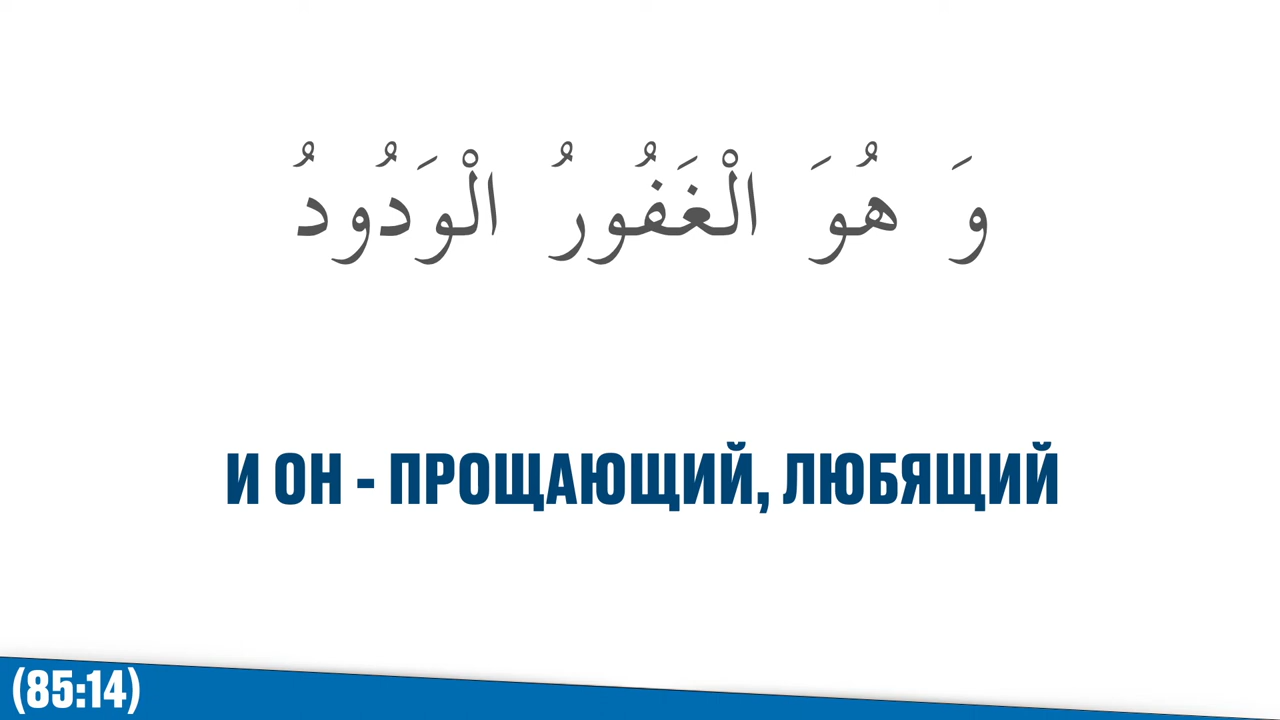 وَ هُوَ الْغَفُورُ الْوَدُودُ
И ОН - ПРОЩАЮЩИЙ, ЛЮБЯЩИЙ
(85:14)